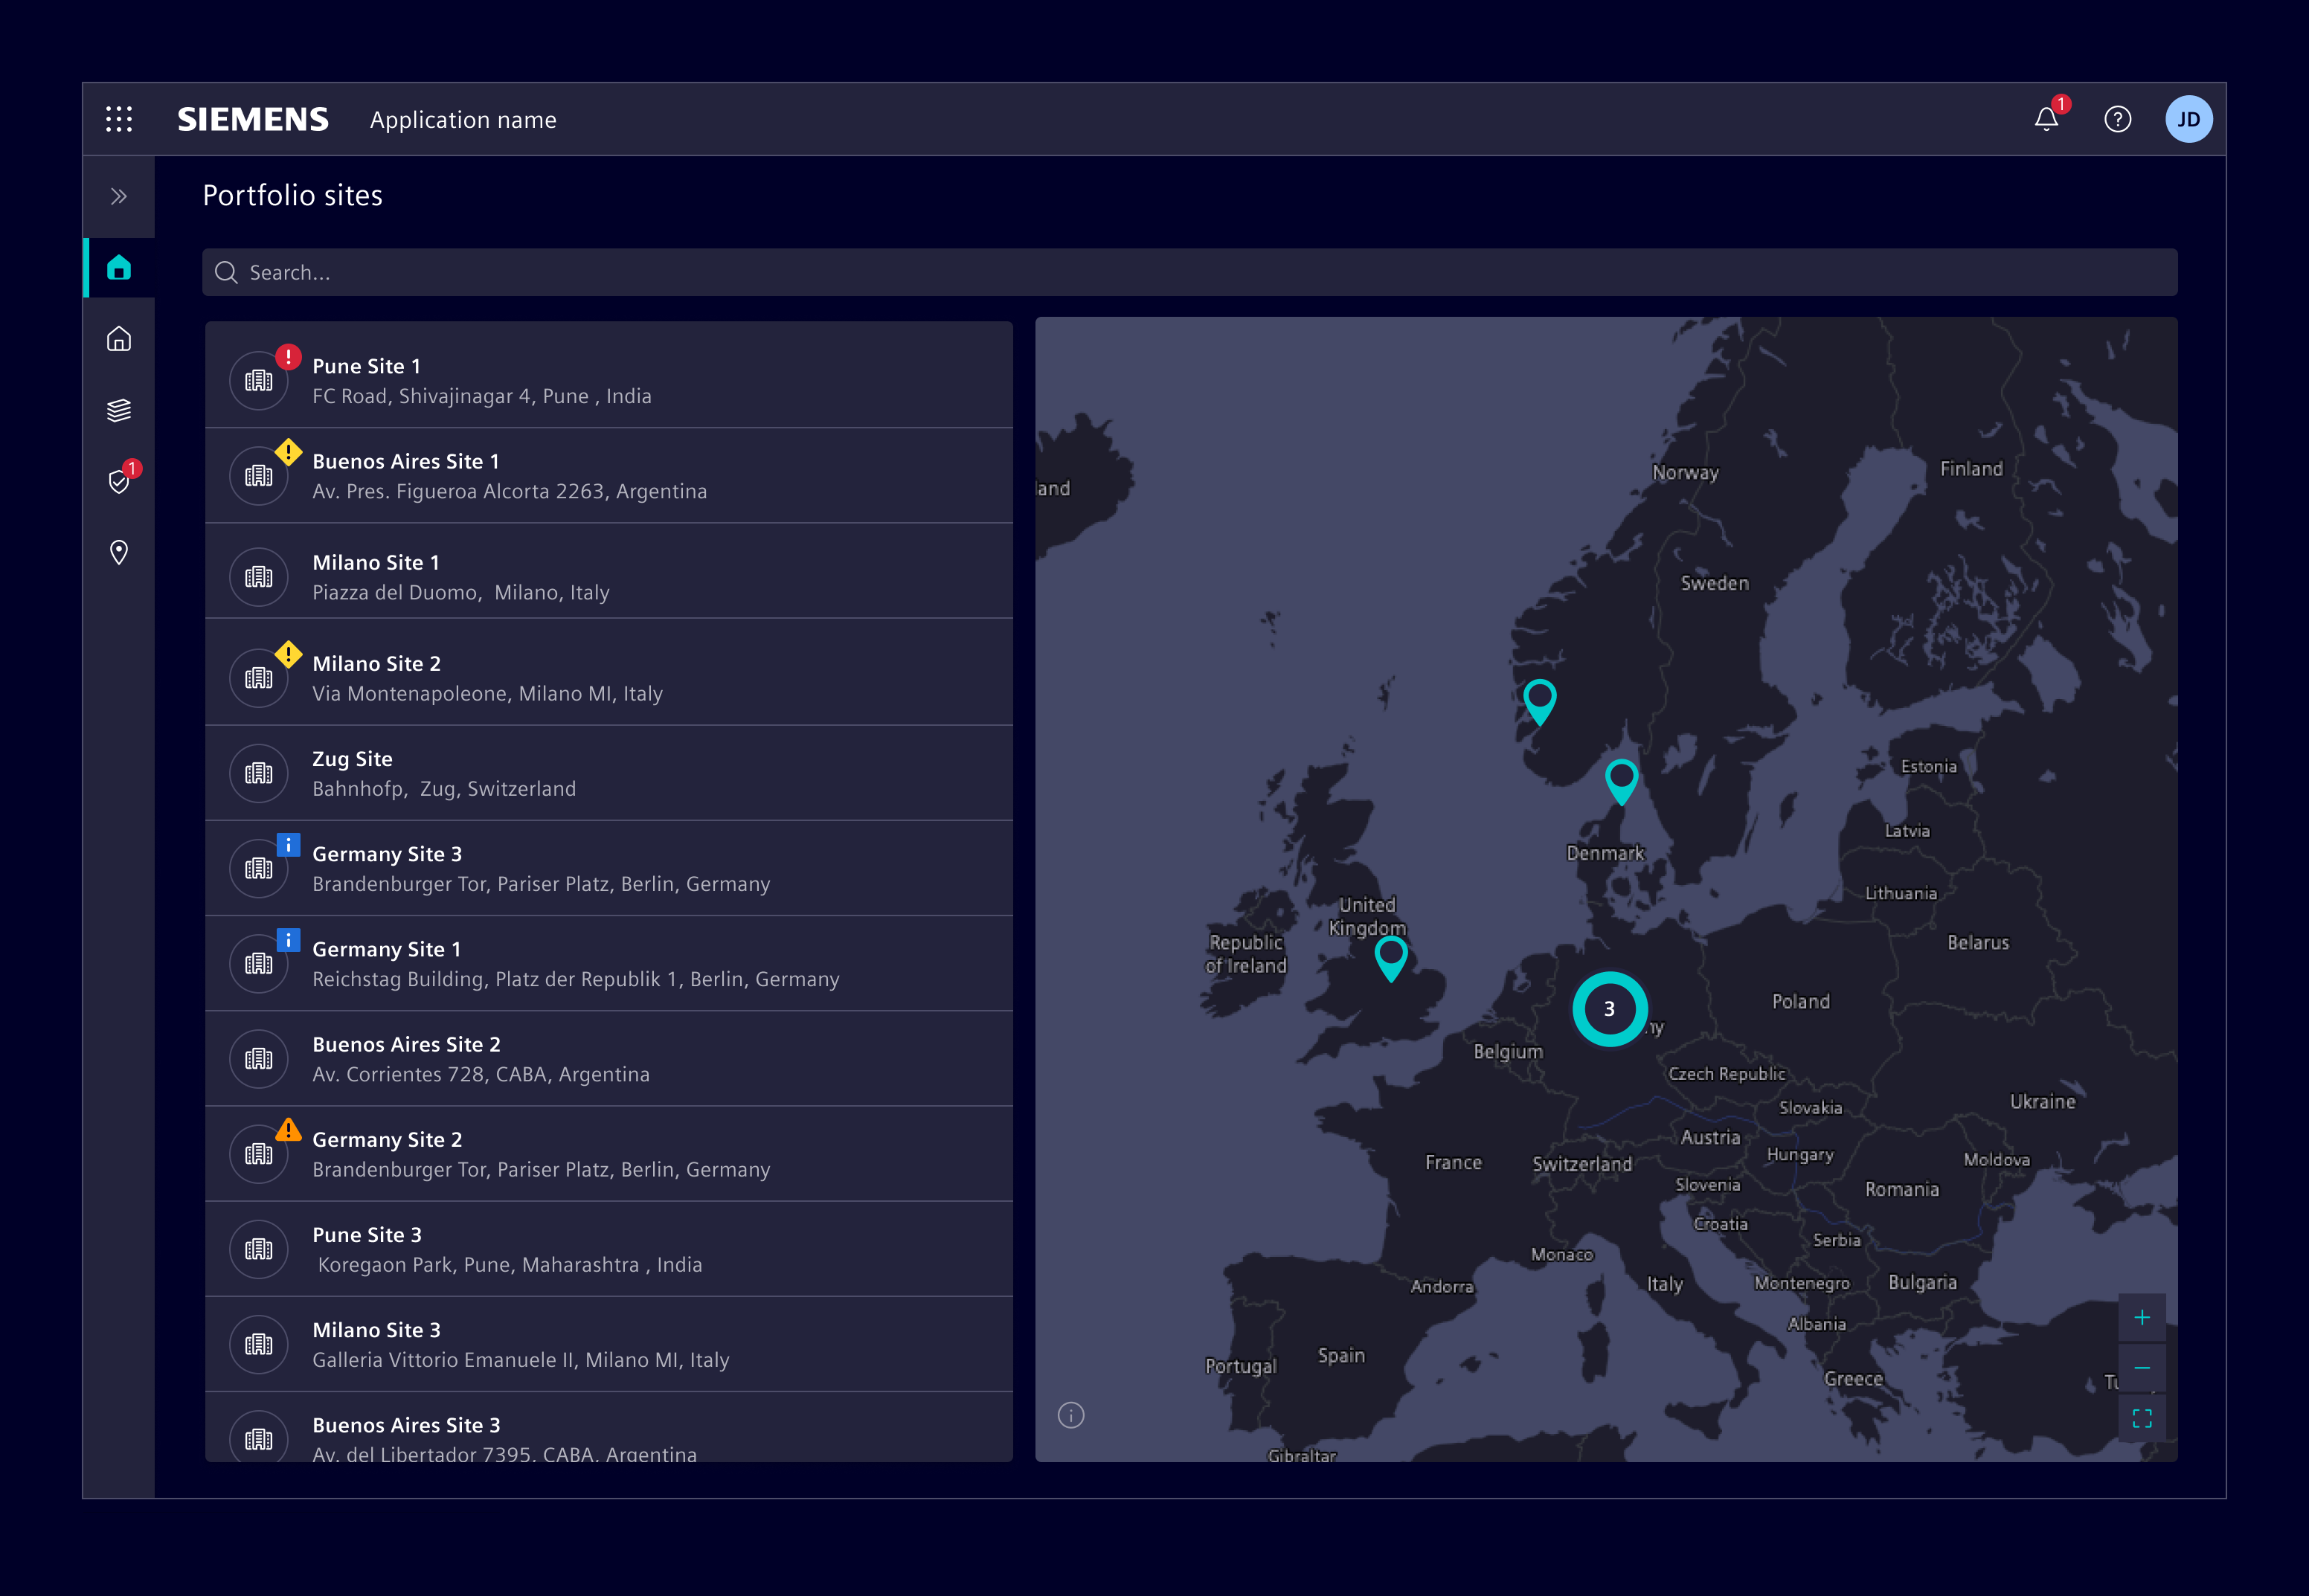 SIEMENS Application name 1 ? JD
Portfolio sites
Search...
1
Pune Site 1
FC Road, Shivajinagar 4, Pune , India
Buenos Aires Site 1
Av. Pres. Figueroa Alcorta 2263, Argentina
Milano Site 1
Piazza del Duomo,  Milano, Italy
Milano Site 2
Via Montenapoleone, Milano MI, Italy
Zug Site
Bahnhofp,  Zug, Switzerland
Germany Site 3
Brandenburger Tor, Pariser Platz, Berlin, Germany
Germany Site 1
Reichstag Building, Platz der Republik 1, Berlin, Germany
Buenos Aires Site 2
Av. Corrientes 728, CABA, Argentina
Germany Site 2
Brandenburger Tor, Pariser Platz, Berlin, Germany
Pune Site 3
Koregaon Park, Pune, Maharashtra , India
Milano Site 3
Galleria Vittorio Emanuele II, Milano MI, Italy
Buenos Aires Site 3
Av. del Libertador 7395, CABA, Argentina
land
Norway
Finland
Sweden
Estonia
Latvia
Denmark
Lithuania
United
Kingdom
Republic
of Ireland
Belarus
Poland
3
ny
Belgium
Czech Republic
Ukraine
Slovakia
Austria
Hungary
Moldova
France
Switzerland
Slovenia
Romania
Croatia
Serbia
Monaco
Andorra
Italy
Montenegro
Bulgaria
Albania
Spain
Portugal
Greece
Gibraltar